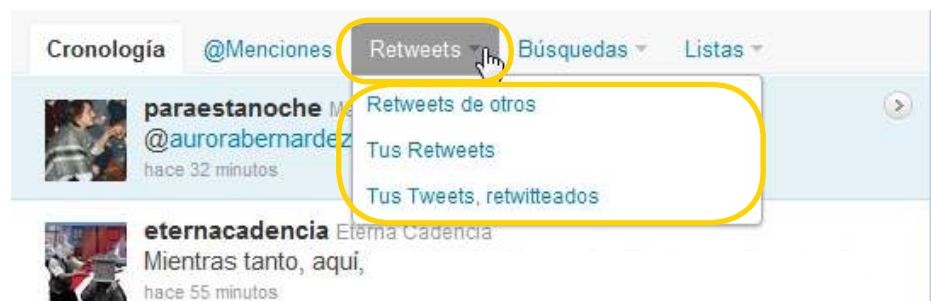 Cronología @Menciones Retweets Búsquedas Listas
Retweets de otros
Tus Retweets
Tus Tweets, retwitteados
paraestanoche
@aurorabernardez
hace 32 minutos
eternacadencia Eterna Cadencia
Mientras tanto, aquí,
hace 55 minutos